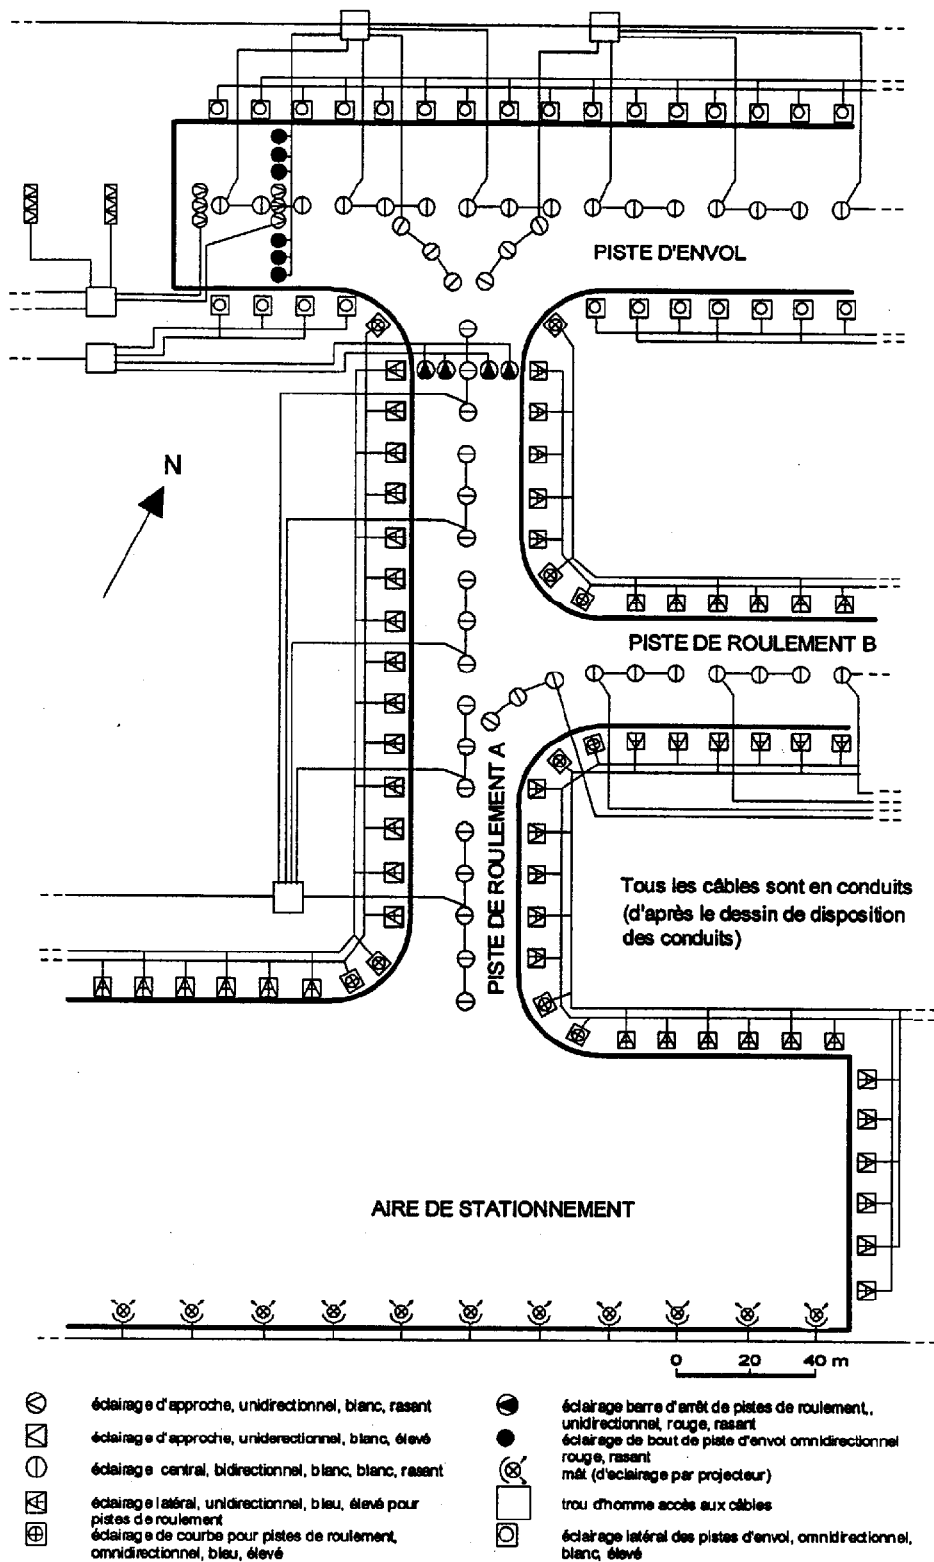 PISTE D'ENVOL
N
PISTE DE ROULEMENT B
PISTE DE ROULEMENT A
Tous les câbles sont en conduits
(d'après le dessin de disposition
des conduits)
AIRE DE STATIONNEMENT
0 20 40 m
éclairage d'approche, unidirectionnel, blanc, rasant
éclairage d'approche, uniderectionnel, blanc, élevé
éclairage central, bidirectionnel, blanc, blanc, rasant
éclairage latéral, unidirectionnel, bleu, élevé pour
pistes de roulement
éclairage de courbe pour pistes de roulement,
omnidirectionnel, bleu, élevé
éclairage barre d'arrêt de pistes de roulement,,
unidirectionnel, rouge, rasant
éclairage de bout de piste d'envol omnidirectionnel
rouge, rasant
mât (d'eclairage par projecteur)
trou d'homme accès aux câbles
éclairage latéral des pistes d'envol, omnidirectionnel,
blanc, élevé